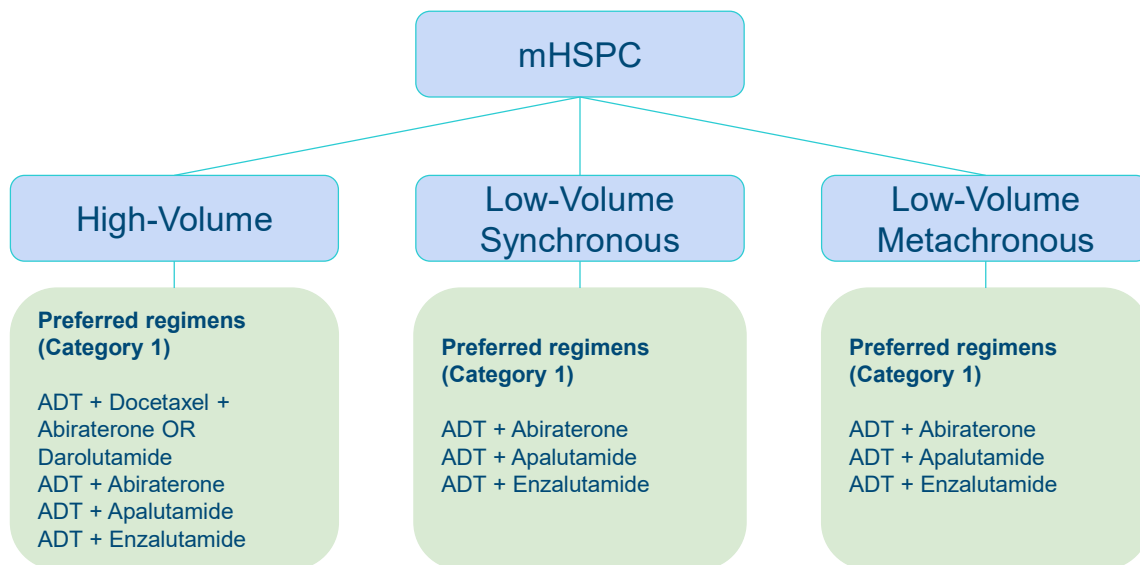 mHSPC
High-Volume
Preferred regimens
(Category 1)
ADT + Docetaxel +
Abiraterone OR
Darolutamide
ADT + Abiraterone
ADT + Apalutamide
ADT + Enzalutamide
Low-Volume
Synchronous
Preferred regimens
(Category 1)
ADT + Abiraterone
ADT + Apalutamide
ADT + Enzalutamide
Low-Volume
Metachronous
Preferred regimens
(Category 1)
ADT + Abiraterone
ADT + Apalutamide
ADT + Enzalutamide